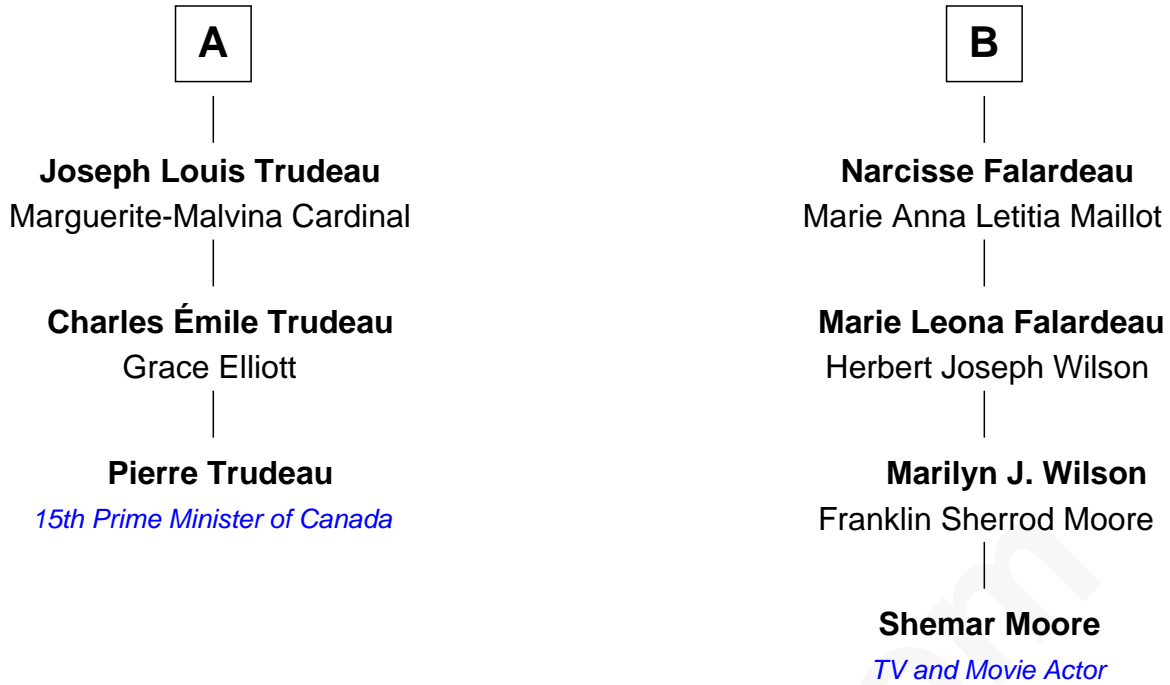 A
Joseph Louis Trudeau
Marguerite-Malvina Cardinal
Charles Émile Trudeau
Grace Elliott
Pierre Trudeau
15th Prime Minister of Canada
B
Narcisse Falardeau
Marie Anna Letitia Maillot
Marie Leona Falardeau
Herbert Joseph Wilson
Marilyn J. Wilson
Franklin Sherrod Moore
Shemar Moore
TV and Movie Actor